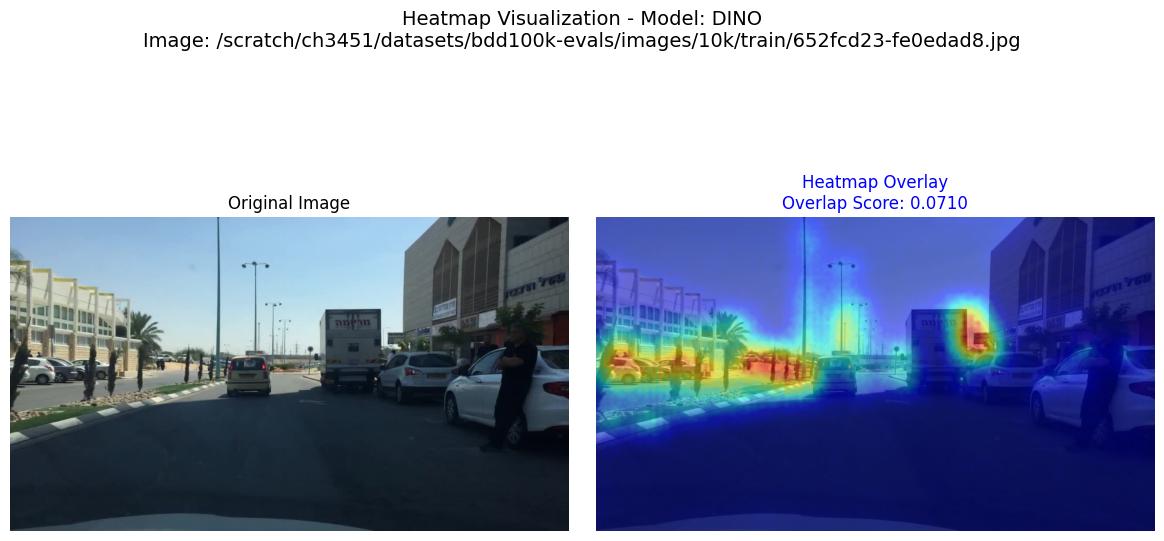 Heatmap Visualization - Model: DINO
Image: /scratch/ch3451/datasets/bdd100k-evals/images/10k/train/652fcd23-fe0edad8.jpg
Original Image
Heatmap Overlay
Overlap Score: 0.0710